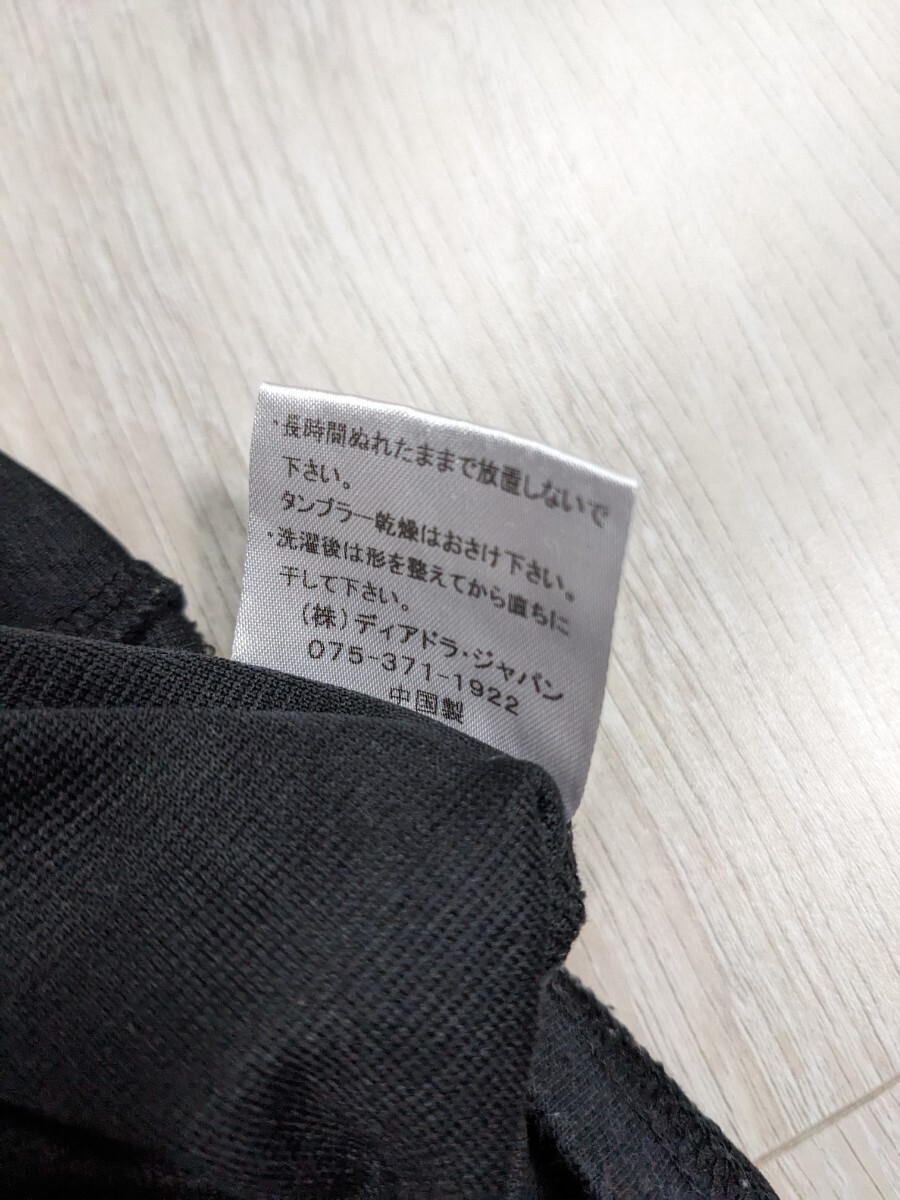 ・長時間ぬれたままで放置しないで
下さい。
タンブラー乾燥はおさけ下さい。
・洗濯後は形を整えてから直ちに
干して下さい。
(株)ディアドラ・ジャパン
075-371-1922
中国製